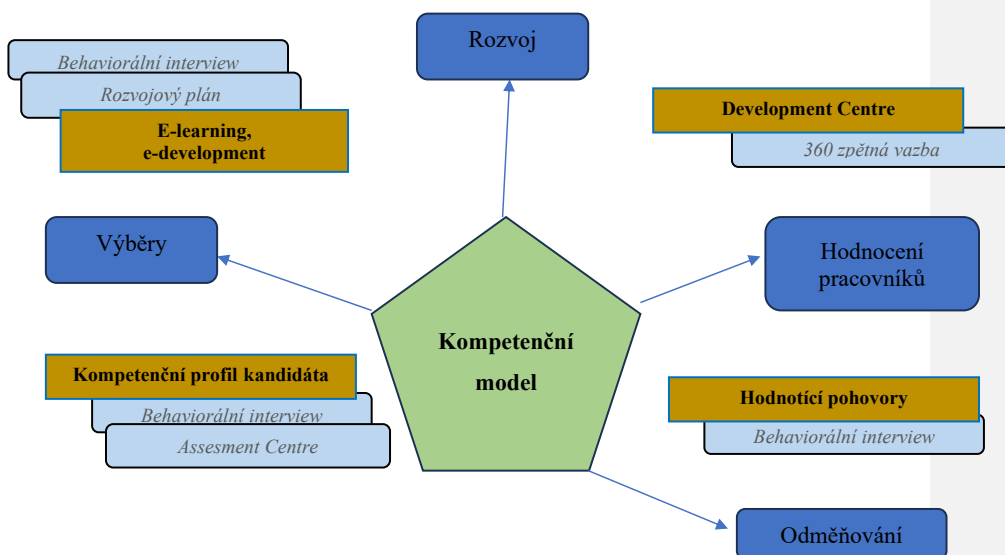 Rozvoj
Behaviorální interview
Rozvojový plán
E-learning,
e-development
Development Centre
360 zpětná vazba
Výběry
Hodnocení
pracovníků
Kompetenční
model
Kompetenční profil kandidáta
Behaviorální interview
Assesment Centre
Hodnotící pohovory
Behaviorální interview
Odměňování